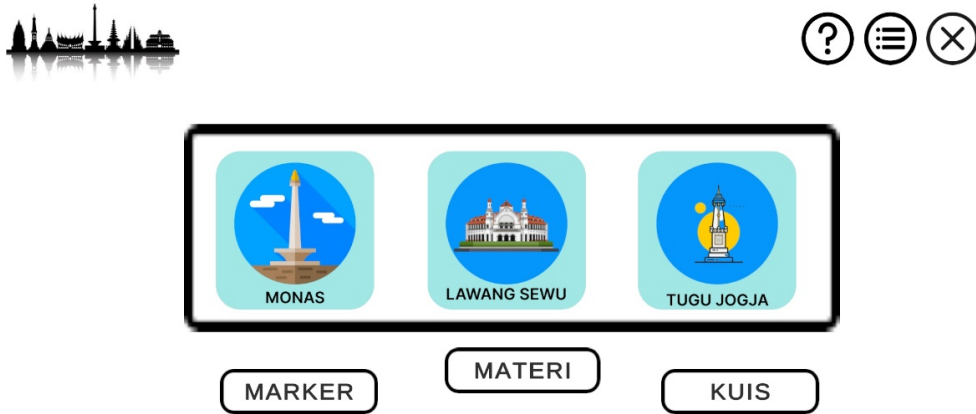 MONAS
LAWANG SEWU
TUGU JOGJA
MARKER
MATERI
KUIS